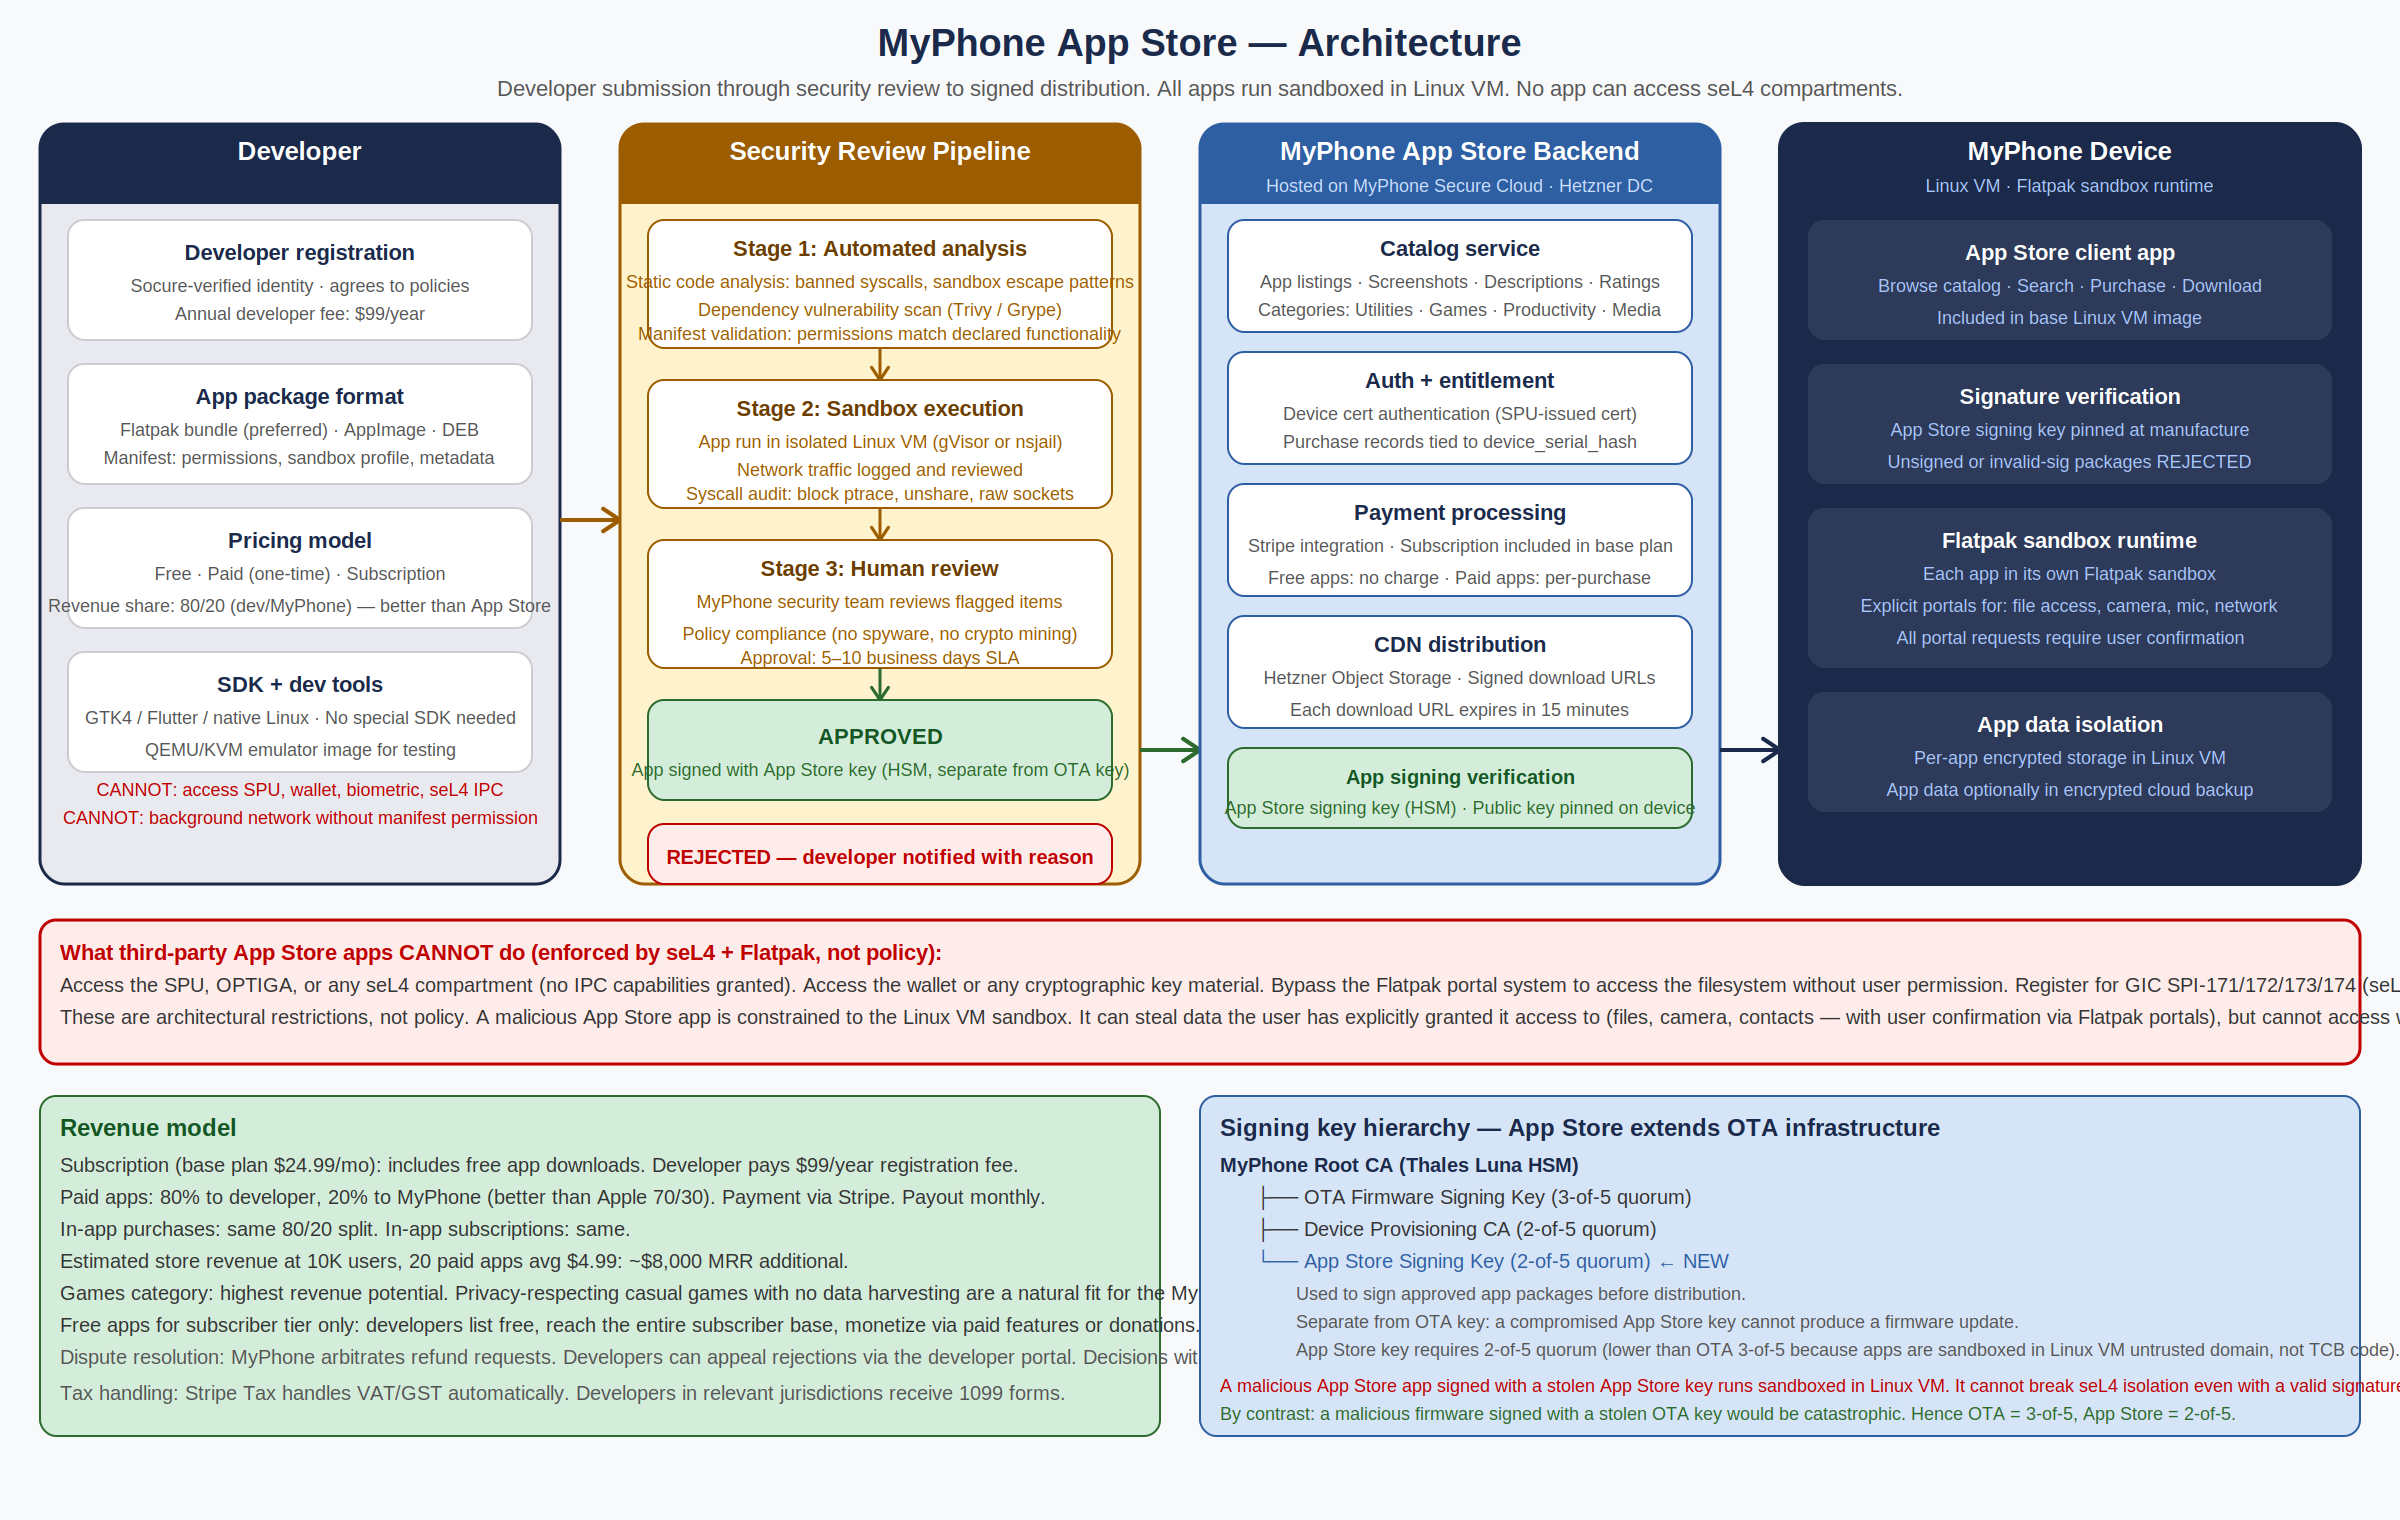 MyPhone App Store — Architecture
Developer submission through security review to signed distribution. All apps run sandboxed in Linux VM. No app can access seL4 compartments.
Developer
Developer registration
Socure-verified identity · agrees to policies
Annual developer fee: $99/year
App package format
Flatpak bundle (preferred) · AppImage · DEB
Manifest: permissions, sandbox profile, metadata
Pricing model
Free · Paid (one-time) · Subscription
Revenue share: 80/20 (dev/MyPhone) — better than App Store
SDK + dev tools
GTK4 / Flutter / native Linux · No special SDK needed
QEMU/KVM emulator image for testing
CANNOT: access SPU, wallet, biometric, seL4 IPC
CANNOT: background network without manifest permission
Security Review Pipeline
Stage 1: Automated analysis
Static code analysis: banned syscalls, sandbox escape patterns
Dependency vulnerability scan (Trivy / Grype)
Manifest validation: permissions match declared functionality
Stage 2: Sandbox execution
App run in isolated Linux VM (gVisor or nsjail)
Network traffic logged and reviewed
Syscall audit: block ptrace, unshare, raw sockets
Stage 3: Human review
MyPhone security team reviews flagged items
Policy compliance (no spyware, no crypto mining)
Approval: 5–10 business days SLA
APPROVED
App signed with App Store key (HSM, separate from OTA key)
REJECTED — developer notified with reason
MyPhone App Store Backend
Hosted on MyPhone Secure Cloud · Hetzner DC
Catalog service
App listings · Screenshots · Descriptions · Ratings
Categories: Utilities · Games · Productivity · Media
Auth + entitlement
Device cert authentication (SPU-issued cert)
Purchase records tied to device_serial_hash
Payment processing
Stripe integration · Subscription included in base plan
Free apps: no charge · Paid apps: per-purchase
CDN distribution
Hetzner Object Storage · Signed download URLs
Each download URL expires in 15 minutes
App signing verification
App Store signing key (HSM) · Public key pinned on device
MyPhone Device
Linux VM · Flatpak sandbox runtime
App Store client app
Browse catalog · Search · Purchase · Download
Included in base Linux VM image
Signature verification
App Store signing key pinned at manufacture
Unsigned or invalid-sig packages REJECTED
Flatpak sandbox runtime
Each app in its own Flatpak sandbox
Explicit portals for: file access, camera, mic, network
All portal requests require user confirmation
App data isolation
Per-app encrypted storage in Linux VM
App data optionally in encrypted cloud backup
What third-party App Store apps CANNOT do (enforced by seL4 + Flatpak, not policy):
Access the SPU, OPTIGA, or any seL4 compartment (no IPC capabilities granted). Access the wallet or any cryptographic key material. Bypass the Flatpak portal system to access the filesystem without user permission. Register for GIC SPI-171/172/173/174 (seL
These are architectural restrictions, not policy. A malicious App Store app is constrained to the Linux VM sandbox. It can steal data the user has explicitly granted it access to (files, camera, contacts — with user confirmation via Flatpak portals), but cannot access
Revenue model
Subscription (base plan $24.99/mo): includes free app downloads. Developer pays $99/year registration fee.
Paid apps: 80% to developer, 20% to MyPhone (better than Apple 70/30). Payment via Stripe. Payout monthly.
In-app purchases: same 80/20 split. In-app subscriptions: same.
Estimated store revenue at 10K users, 20 paid apps avg $4.99: ~$8,000 MRR additional.
Games category: highest revenue potential. Privacy-respecting casual games with no data harvesting are a natural fit for the My
Free apps for subscriber tier only: developers list free, reach the entire subscriber base, monetize via paid features or donations.
Dispute resolution: MyPhone arbitrates refund requests. Developers can appeal rejections via the developer portal. Decisions wit
Tax handling: Stripe Tax handles VAT/GST automatically. Developers in relevant jurisdictions receive 1099 forms.
Signing key hierarchy — App Store extends OTA infrastructure
MyPhone Root CA (Thales Luna HSM)
├── OTA Firmware Signing Key (3-of-5 quorum)
├── Device Provisioning CA (2-of-5 quorum)
└── App Store Signing Key (2-of-5 quorum) ← NEW
Used to sign approved app packages before distribution.
Separate from OTA key: a compromised App Store key cannot produce a firmware update.
App Store key requires 2-of-5 quorum (lower than OTA 3-of-5 because apps are sandboxed in Linux VM untrusted domain, not TCB code).
A malicious App Store app signed with a stolen App Store key runs sandboxed in Linux VM. It cannot break seL4 isolation even with a valid signature
By contrast: a malicious firmware signed with a stolen OTA key would be catastrophic. Hence OTA = 3-of-5, App Store = 2-of-5.